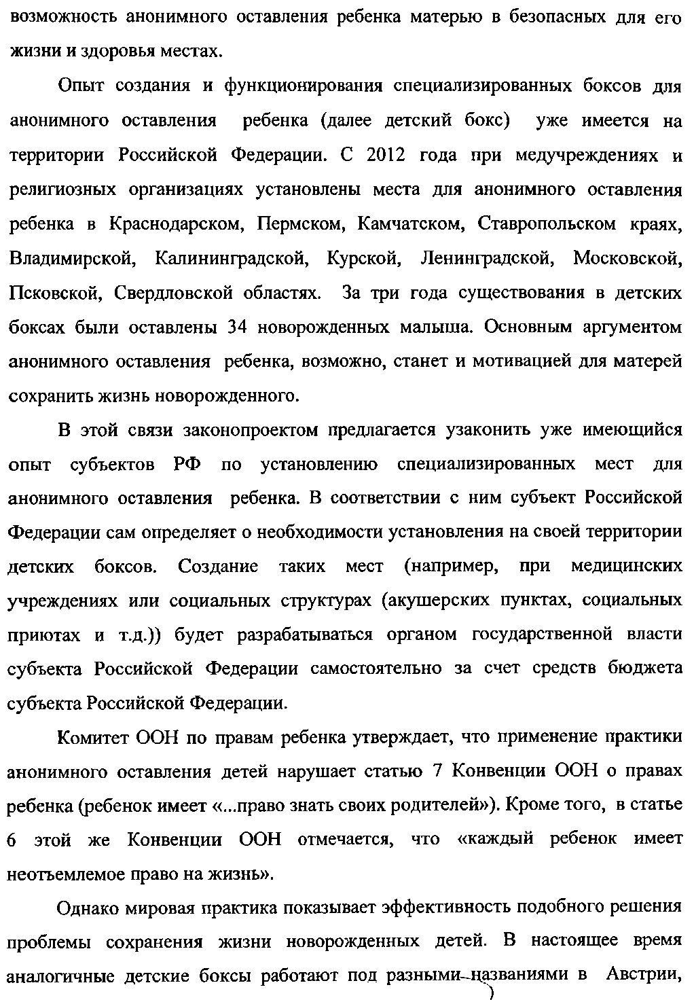 возможность анонимного оставления ребенка матерью в безопасных для его
жизни и здоровья местах.
Опыт создания и функционирования специализированных боксов для
анонимного оставления ребенка (далее детский бокс) уже имеется на
территории Российской Федерации. С 2012 года при медучреждениях и
религиозных организациях установлены места для анонимного оставления
ребенка в Краснодарском, Пермском, Камчатском, Ставропольском краях,
Владимирской, Калининградской, Курской, Ленинградской, Московской,
Псковской, Свердловской областях. За три года существования в детских
боксах были оставлены 34 новорожденных малыша. Основным аргументом
анонимного оставления ребенка, возможно, станет и мотивацией для матерей
сохранить жизнь новорожденного.
В этой связи законопроектом предлагается узаконить уже имеющийся
опыт субъектов РФ по установлению специализированных мест для
анонимного оставления ребенка. В соответствии с ним субъект Российской
Федерации сам определяет о необходимости установления на своей территории
детских боксов. Создание таких мест (например, при медицинских
учреждениях или социальных структурах (акушерских пунктах, социальных
приютах и т.д.)) будет разрабатываться органом государственной власти
субъекта Российской Федерации самостоятельно за счет средств бюджета
субъекта Российской Федерации.
Комитет ООН по правам ребенка утверждает, что применение практики
анонимного оставления детей нарушает статью 7 Конвенции ООН о правах
ребенка (ребенок имеет «...право знать своих родителей»). Кроме того, в статье
6 этой же Конвенции ООН отмечается, что «каждый ребенок имеет
неотъемлемое право на жизнь».
Однако мировая практика показывает эффективность подобного решения
проблемы сохранения жизни новорожденных детей. В настоящее время
аналогичные детские боксы работают под разными названиями в Австрии,